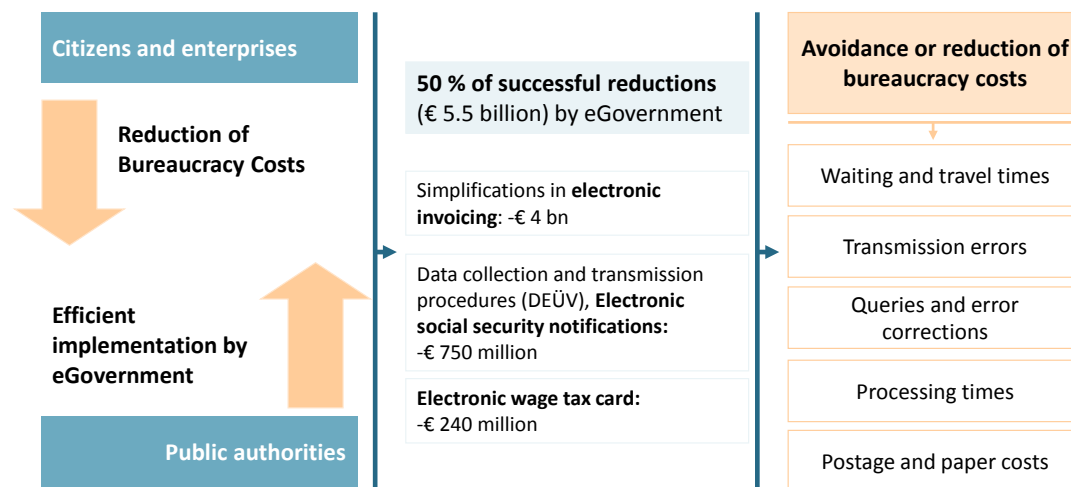 Citizens and enterprises
Reduction of
Bureaucracy Costs
Efficient
implementation by
eGovernment
Public authorities
50 % of successful reductions
(€ 5.5 billion) by eGovernment
Simplifications in electronic
invoicing: -€ 4 bn
Data collection and transmission
procedures (DEÜV), Electronic
social security notifications:
-€ 750 million
Electronic wage tax card:
-€ 240 million
Avoidance or reduction of
bureaucracy costs
Waiting and travel times
Transmission errors
Queries and error
corrections
Processing times
Postage and paper costs